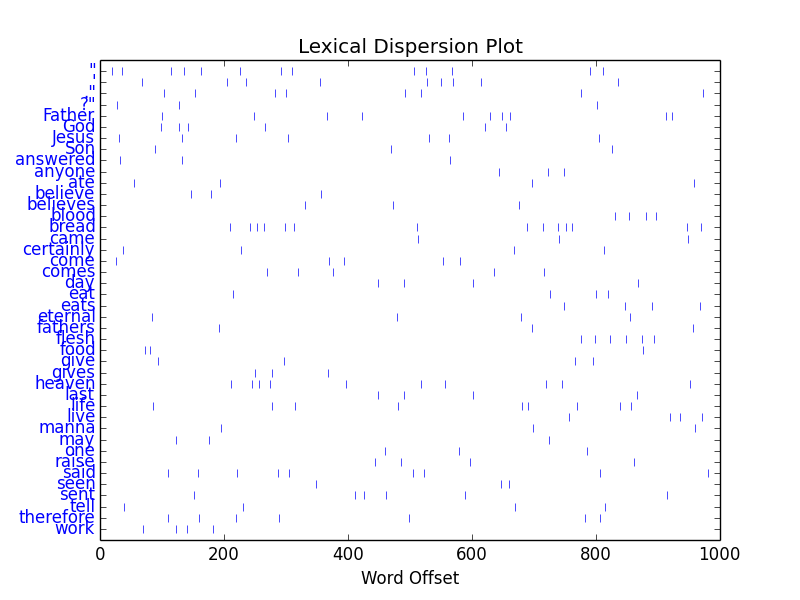 Lexical Dispersion Plot
"
."
?"
Father
God
Jesus
Son
answered
anyone
ate
believe
believes
blood
bread
came
certainly
come
comes
day
eat
eats
eternal
fathers
flesh
food
give
gives
heaven
last
life
live
manna
may
one
raise
said
seen
sent
tell
therefore
work
0 200 400 600 800 1000
Word Offset